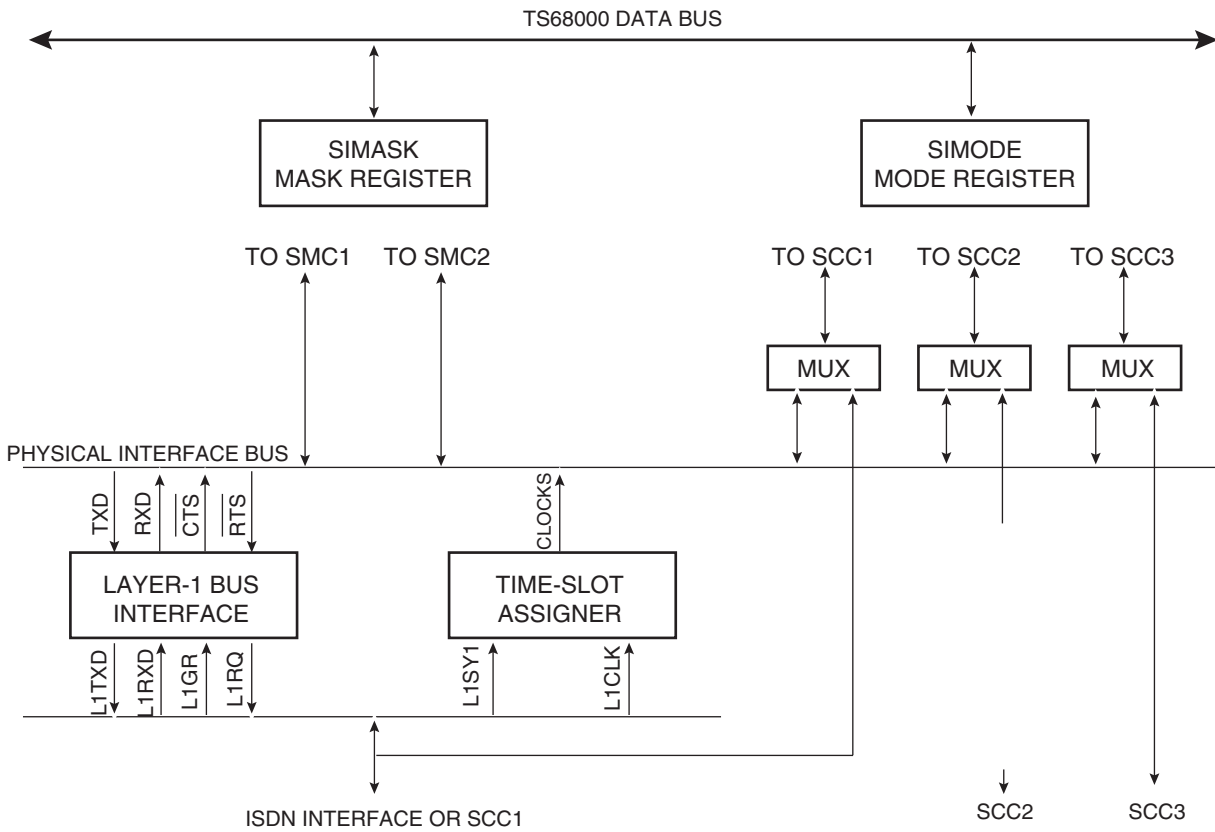 TS68000 DATA BUS
SIMASK
MASK REGISTER
SIMODE
MODE REGISTER
TO SMC1
TO SMC2
TO SCC1
TO SCC2
TO SCC3
MUX
MUX
MUX
PHYSICAL INTERFACE BUS
TXD
RXD
CTS
RTS
CLOCKS
LAYER-1 BUS
INTERFACE
TIME-SLOT
ASSIGNER
L1TXD
L1RXD
L1GR
L1RQ
L1SY1
L1CLK
ISDN INTERFACE OR SCC1
SCC2
SCC3